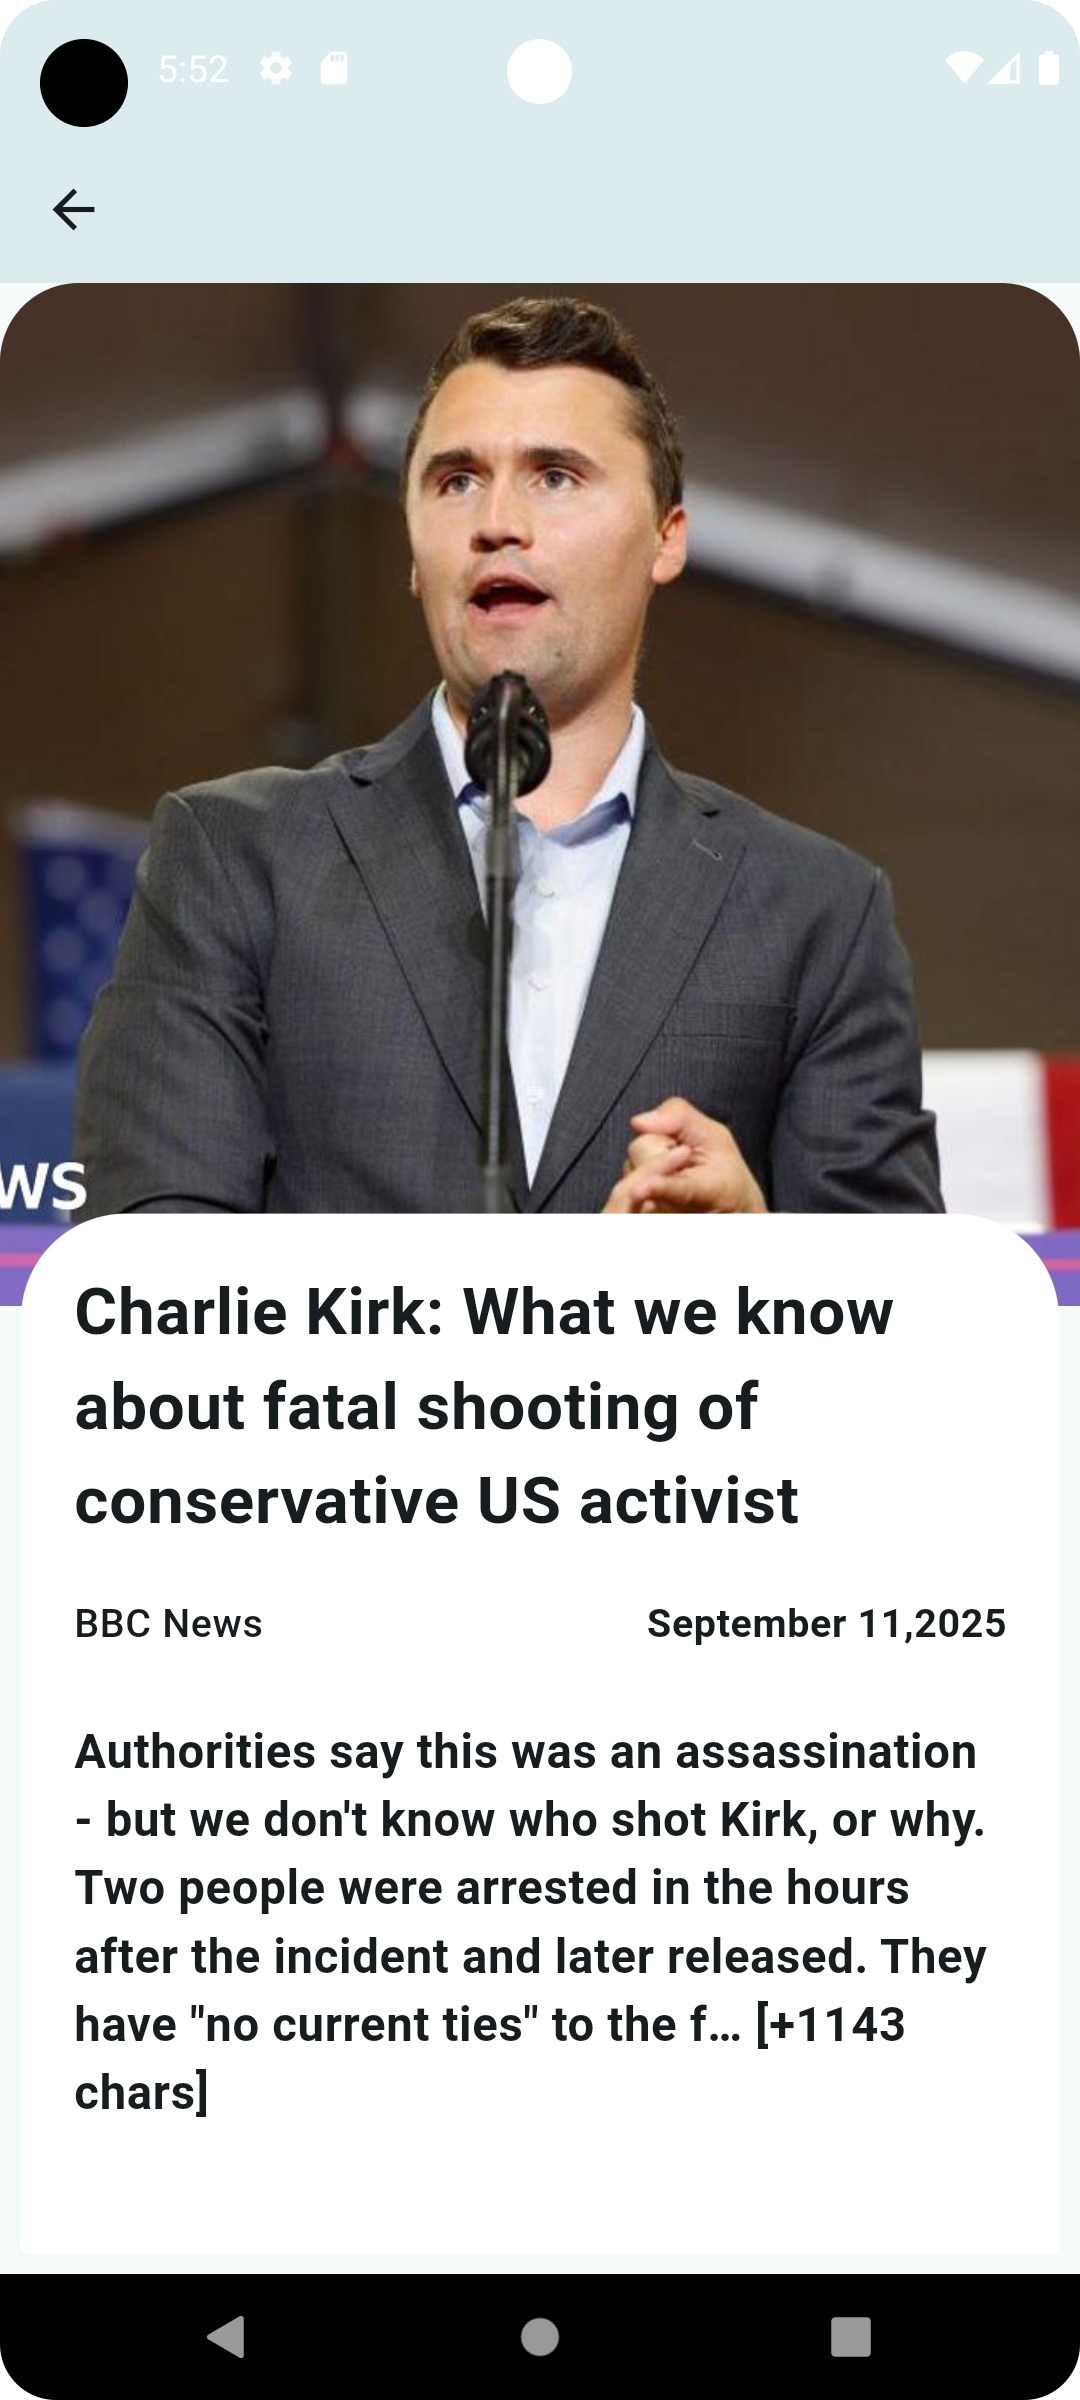 5:52
WS
Charlie Kirk: What we know
about fatal shooting of
conservative US activist
BBC News
September 11,2025
Authorities say this was an assassination
- but we don't know who shot Kirk, or why.
Two people were arrested in the hours
after the incident and later released. They
have "no current ties" to the f… [+1143
chars]